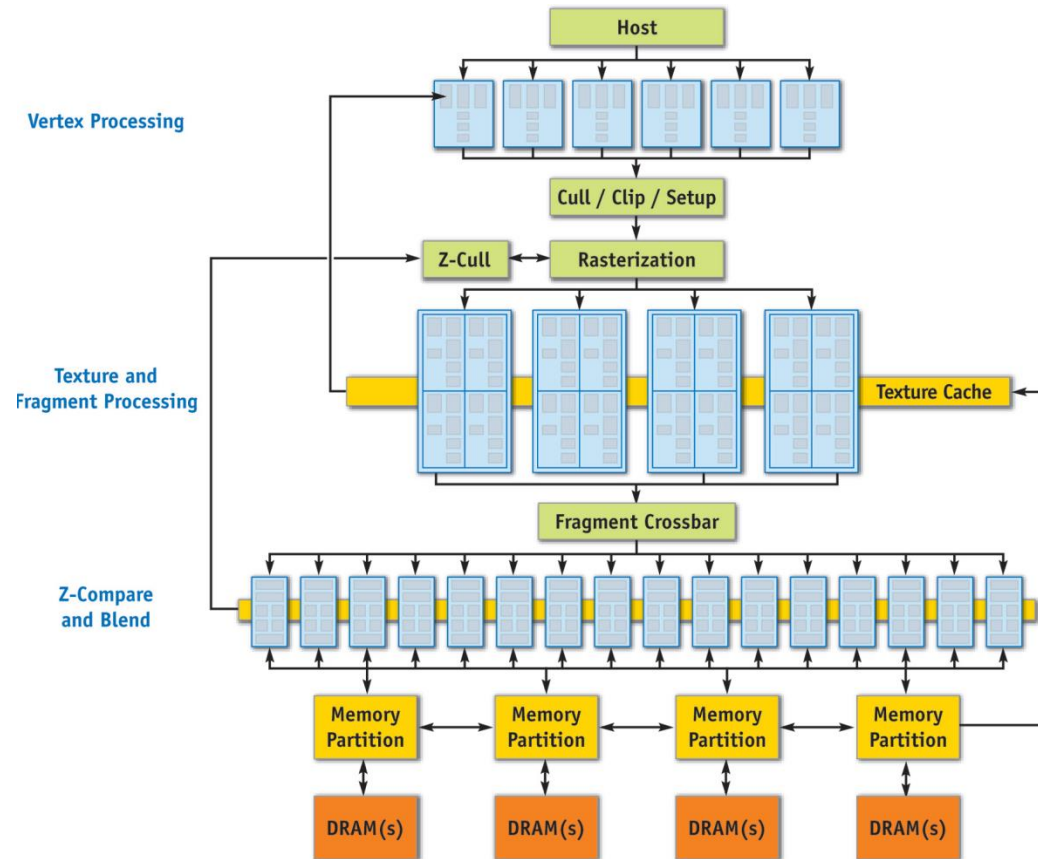 Host
Vertex Processing
Cull / Clip / Setup
Z-Cull
Rasterization
Texture and
Fragment Processing
Texture Cache
Fragment Crossbar
Z-Compare
and Blend
Memory
Partition
Memory
Partition
Memory
Partition
Memory
Partition
DRAM(s)
DRAM(s)
DRAM(s)
DRAM(s)